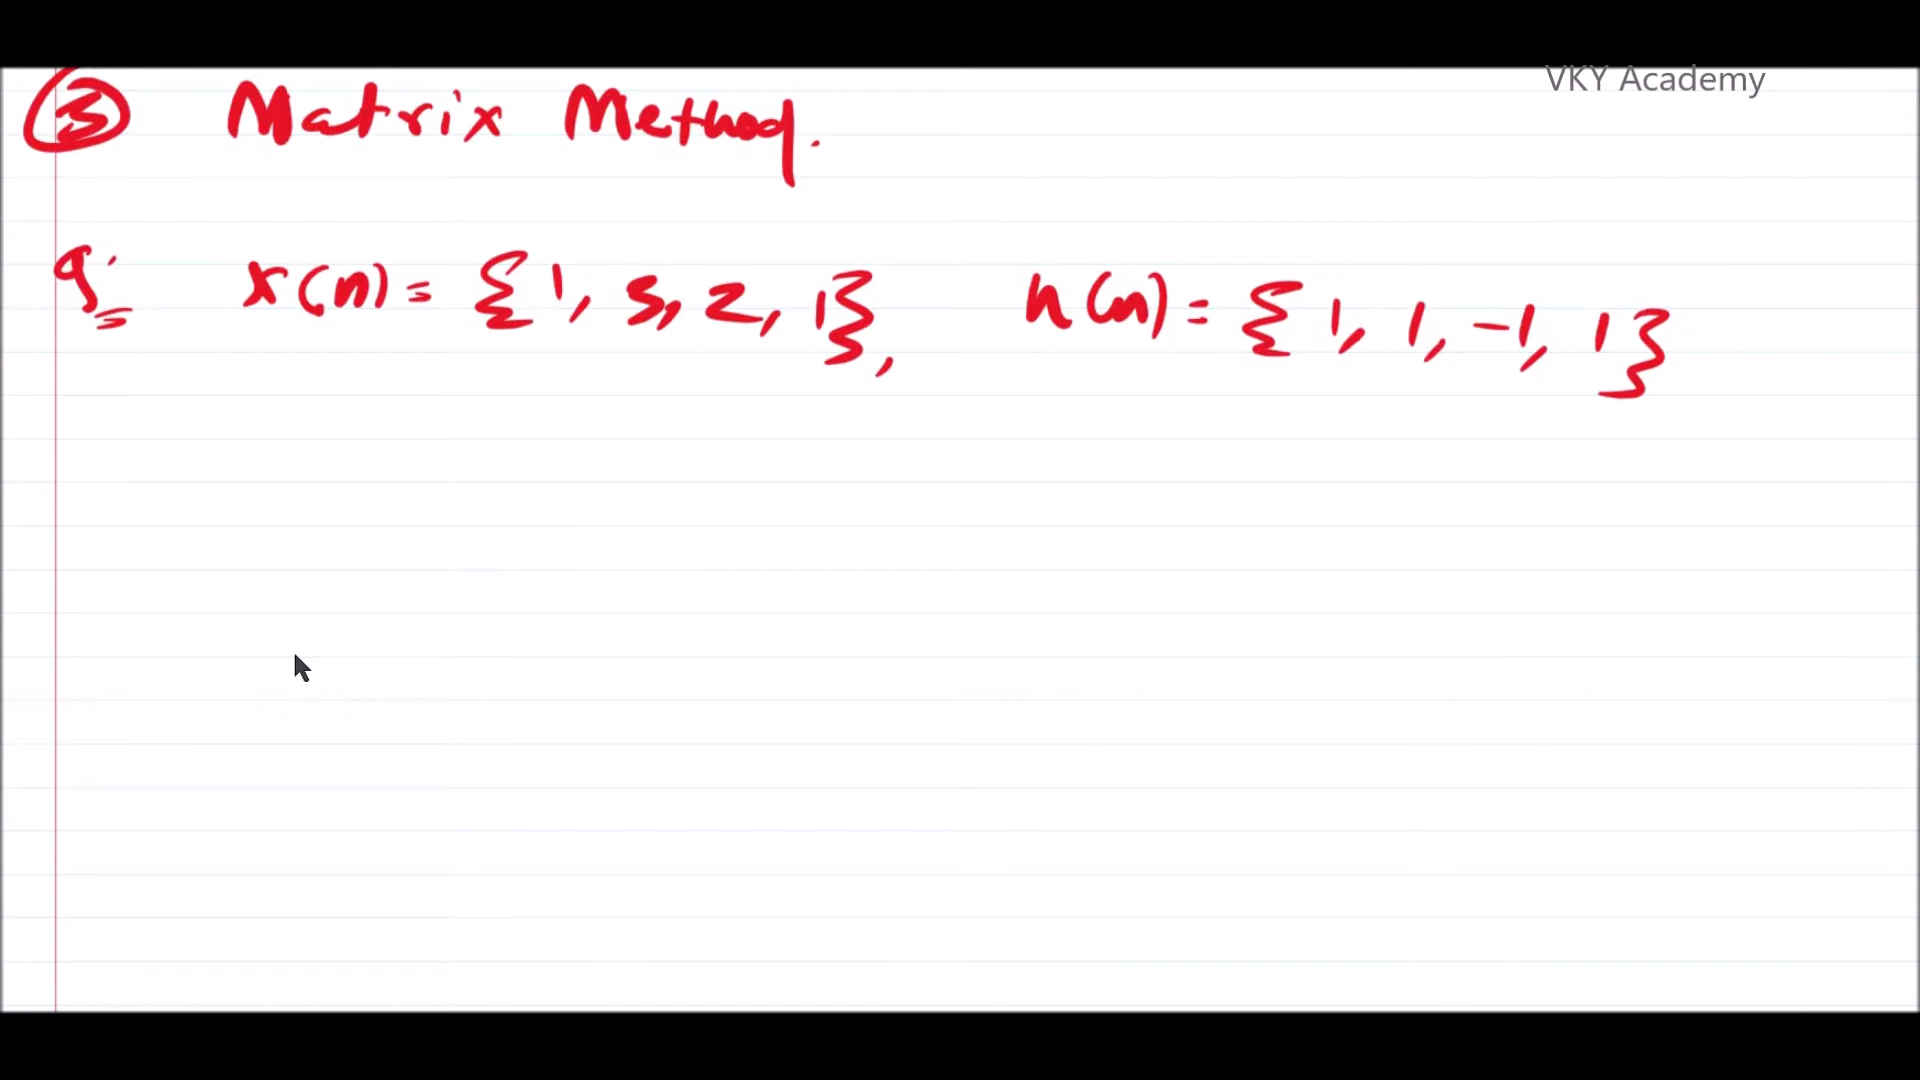 VKY Academy
③ Matrix Method.
Q. x(n) = {1, 3, 2, 1}, h(n) = {1, 1, -1, 1}